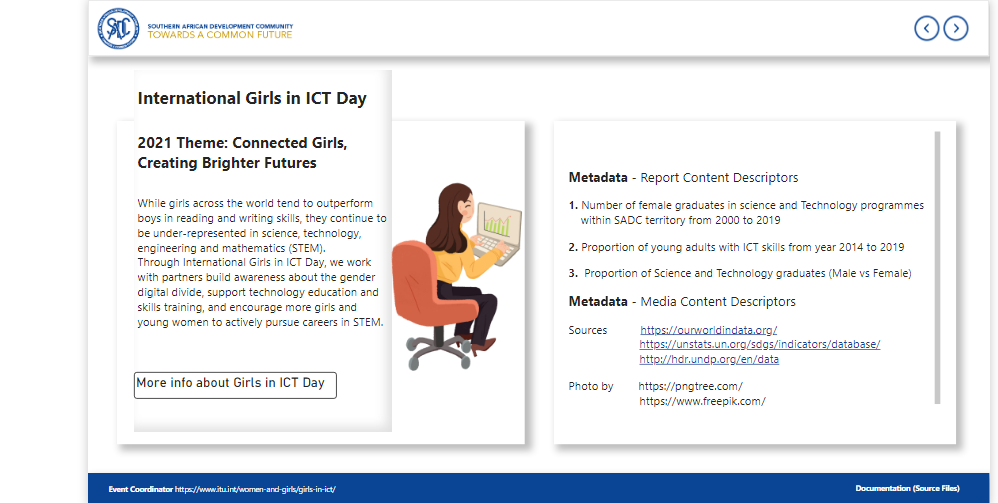 SADC
SOUTHERN AFRICAN DEVELOPMENT COMMUNITY
TOWARDS A COMMON FUTURE
International Girls in ICT Day
2021 Theme: Connected Girls,
Creating Brighter Futures
While girls across the world tend to outperform
boys in reading and writing skills, they continue to
be under-represented in science, technology,
engineering and mathematics (STEM).
Through International Girls in ICT Day, we work
with partners build awareness about the gender
digital divide, support technology education and
skills training, and encourage more girls and
young women to actively pursue careers in STEM.
More info about Girls in ICT Day
Metadata - Report Content Descriptors
1. Number of female graduates in science and Technology programmes
within SADC territory from 2000 to 2019
2. Proportion of young adults with ICT skills from year 2014 to 2019
3. Proportion of Science and Technology graduates (Male vs Female)
Metadata - Media Content Descriptors
Sources https://ourworldindata.org/
https://unstats.un.org/sdgs/indicators/database/
http://hdr.undp.org/en/data
Photo by https://pngtree.com/
https://www.freepik.com/
Event Coordinator https://www.itu.int/women-and-girls/girls-in-ict/
Documentation (Source Files)